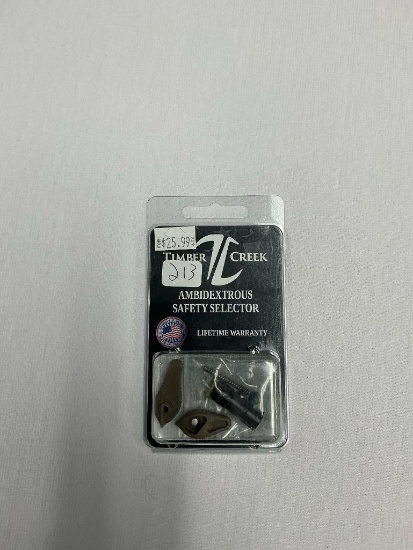 $25.99
TIMBER CREEK
213
AMBIDEXTROUS
SAFETY SELECTOR
LIFETIME WARRANTY